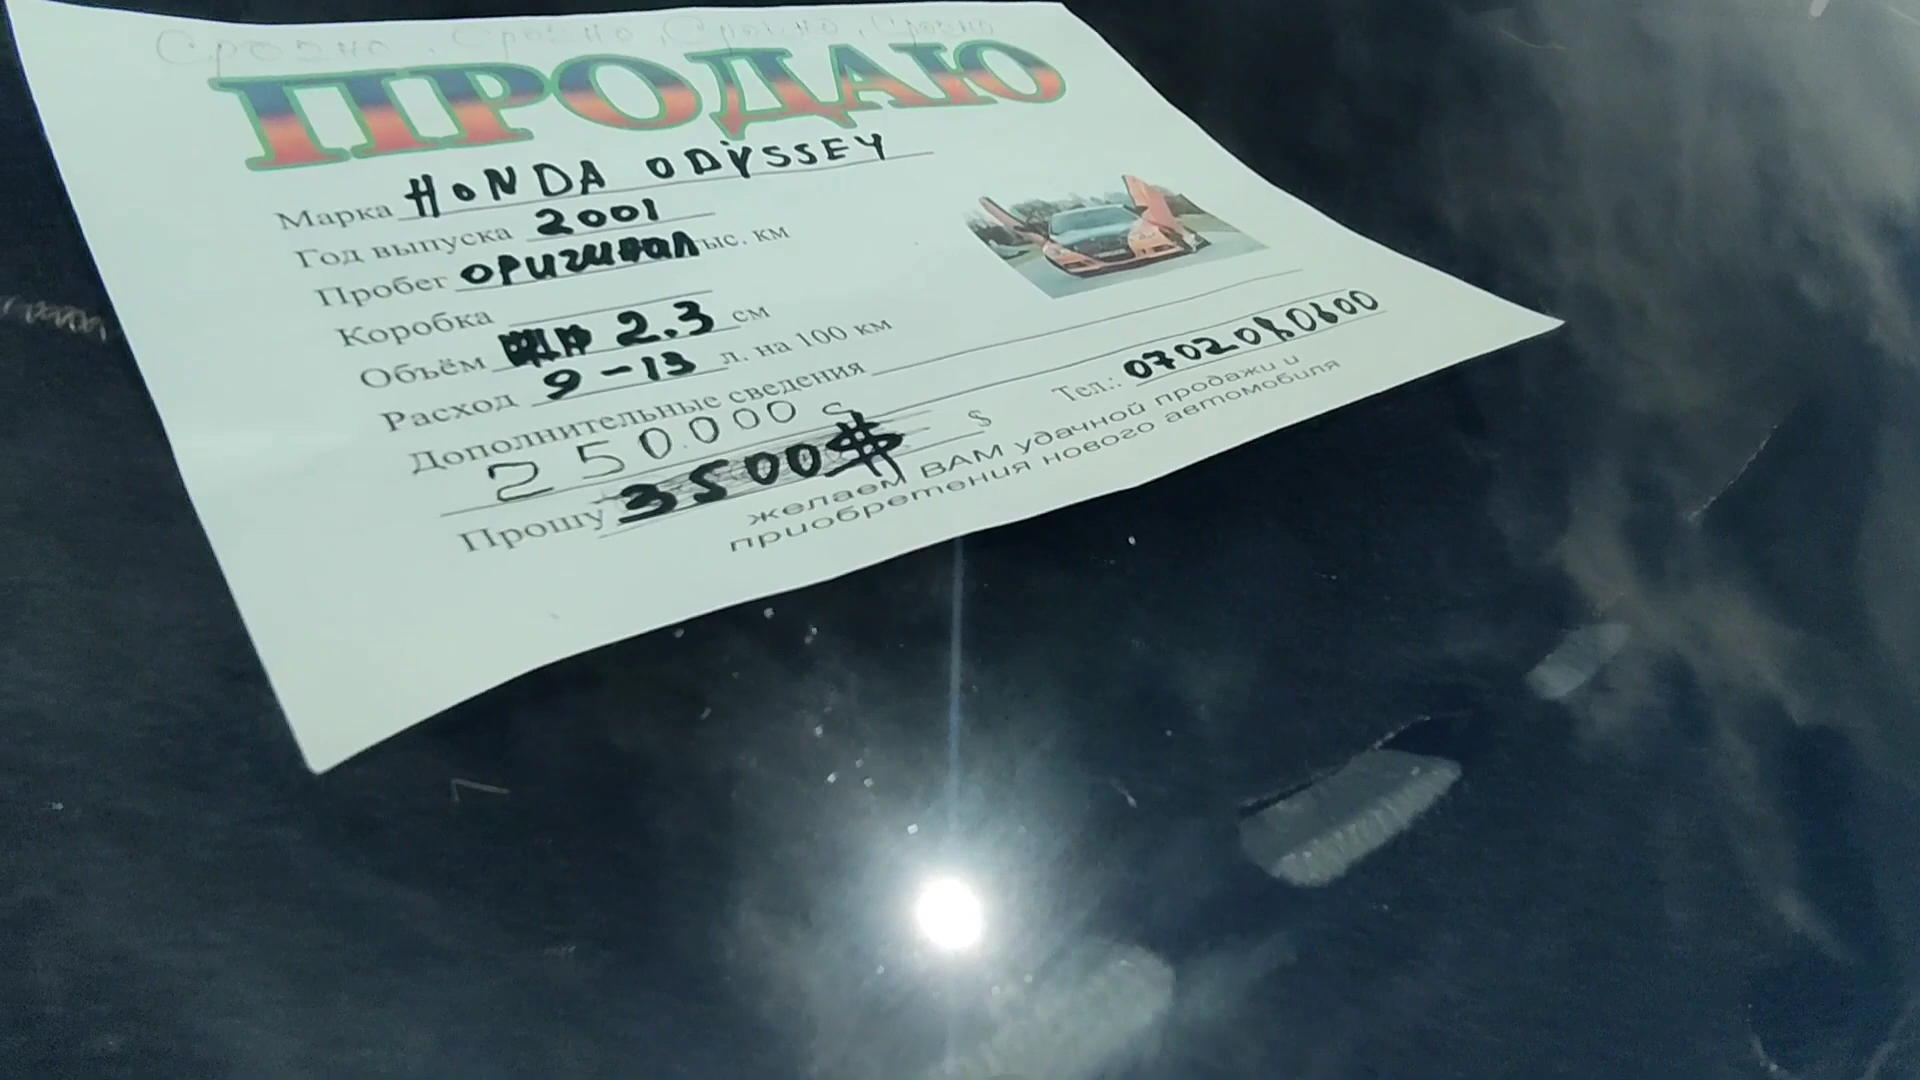 Срочно, Срочно, Срочно, Срочно
ПРОДАЮ
Марка HONDA ODYSSEY
Год выпуска 2001
Пробег оригинал тыс. км
Коробка
Объём 2.3 см
Расход 9-13 л. на 100 км
Дополнительные сведения
250.000 с
Прошу 3500$ $
Тел.:
желаем ВАМ удачной продажи и
приобретения нового автомобиля